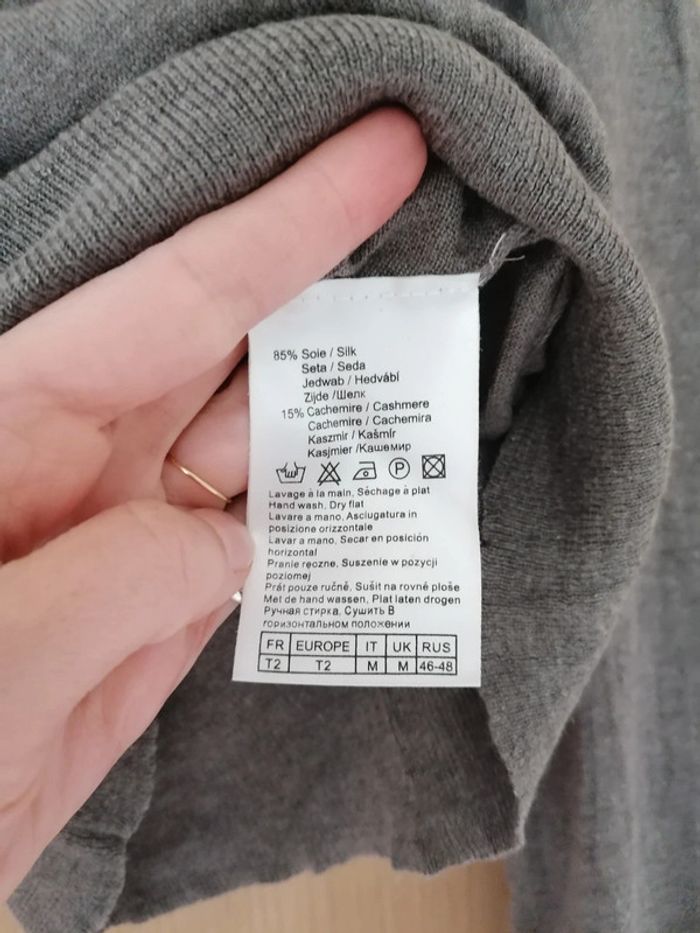 85% Soie / Silk
Seta / Seda
Jedwab / Hedvábí
Zijde /Шелк
15% Cachemire / Cashmere
Cachemire / Cachemira
Kaszmir / Kašmír
Kasjmier /Кашемир
P
Lavage à la main, Séchage à plat
Hand wash, Dry flat
Lavare a mano, Asciugatura in
posizione orizzontale
Lavar a mano, Secar en posición
horizontal
Pranie ręczne, Suszenie w pozycji
poziomej
Prát pouze ručně, Sušit na rovné ploše
Met de hand wassen, Plat laten drogen
Ручная стирка, Сушить В
горизонтальном положении
FR EUROPE IT UK RUS
T2 T2 M M 46-48